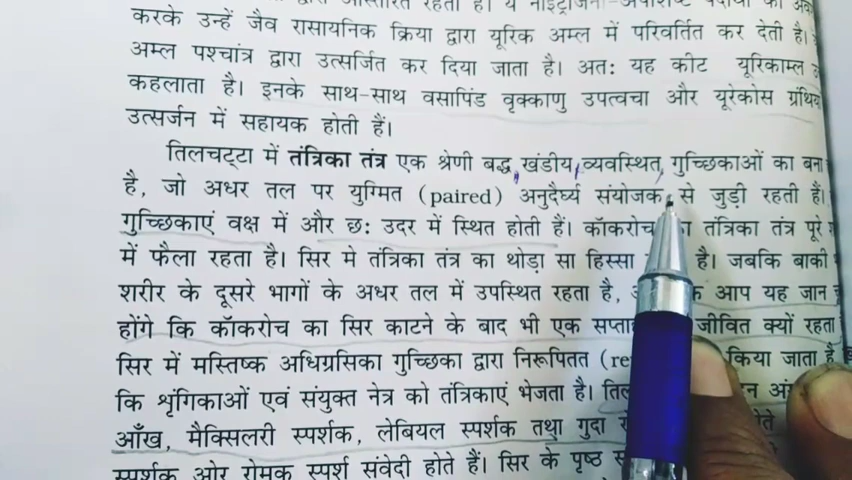 रहता है। ये
करके उन्हें जैव रासायनिक क्रिया द्वारा यूरिक अम्ल में परिवर्तित कर देती है।
अम्ल पश्चांत्र द्वारा उत्सर्जित कर दिया जाता है। अतः यह कीट यूरिकाम्ल
कहलाता है। इनके साथ-साथ वसापिंड वृक्काणु उपत्वचा और यूरेकोस ग्रंथिय
उत्सर्जन में सहायक होती हैं।
तिलचट्टा में तंत्रिका तंत्र एक श्रेणी बद्ध, खंडीय, व्यवस्थित, गुच्छिकाओं का बना
है, जो अधर तल पर युग्मित (paired) अनुदैर्घ्य संयोजक से जुड़ी रहती हैं।
गुच्छिकाएं वक्ष में और छः उदर में स्थित होती हैं। कॉकरोच तंत्रिका तंत्र पूरे
में फैला रहता है। सिर मे तंत्रिका तंत्र का थोड़ा सा हिस्सा है। जबकि बाकी
शरीर के दूसरे भागों के अधर तल में उपस्थित रहता है, आप यह जान
होंगे कि कॉकरोच का सिर काटने के बाद भी एक जीवित क्यों रहता
सिर में मस्तिष्क अधिग्रसिका गुच्छिका द्वारा निरूपितत किया जाता है
कि शृंगिकाओं एवं संयुक्त नेत्र को तंत्रिकाएं भेजता है।
आँख, मैक्सिलरी स्पर्शक, लेबियल स्पर्शक तथा गुदा
स्पर्शक और रोमक स्पर्श संवेदी होते हैं। सिर के पृष्ठ